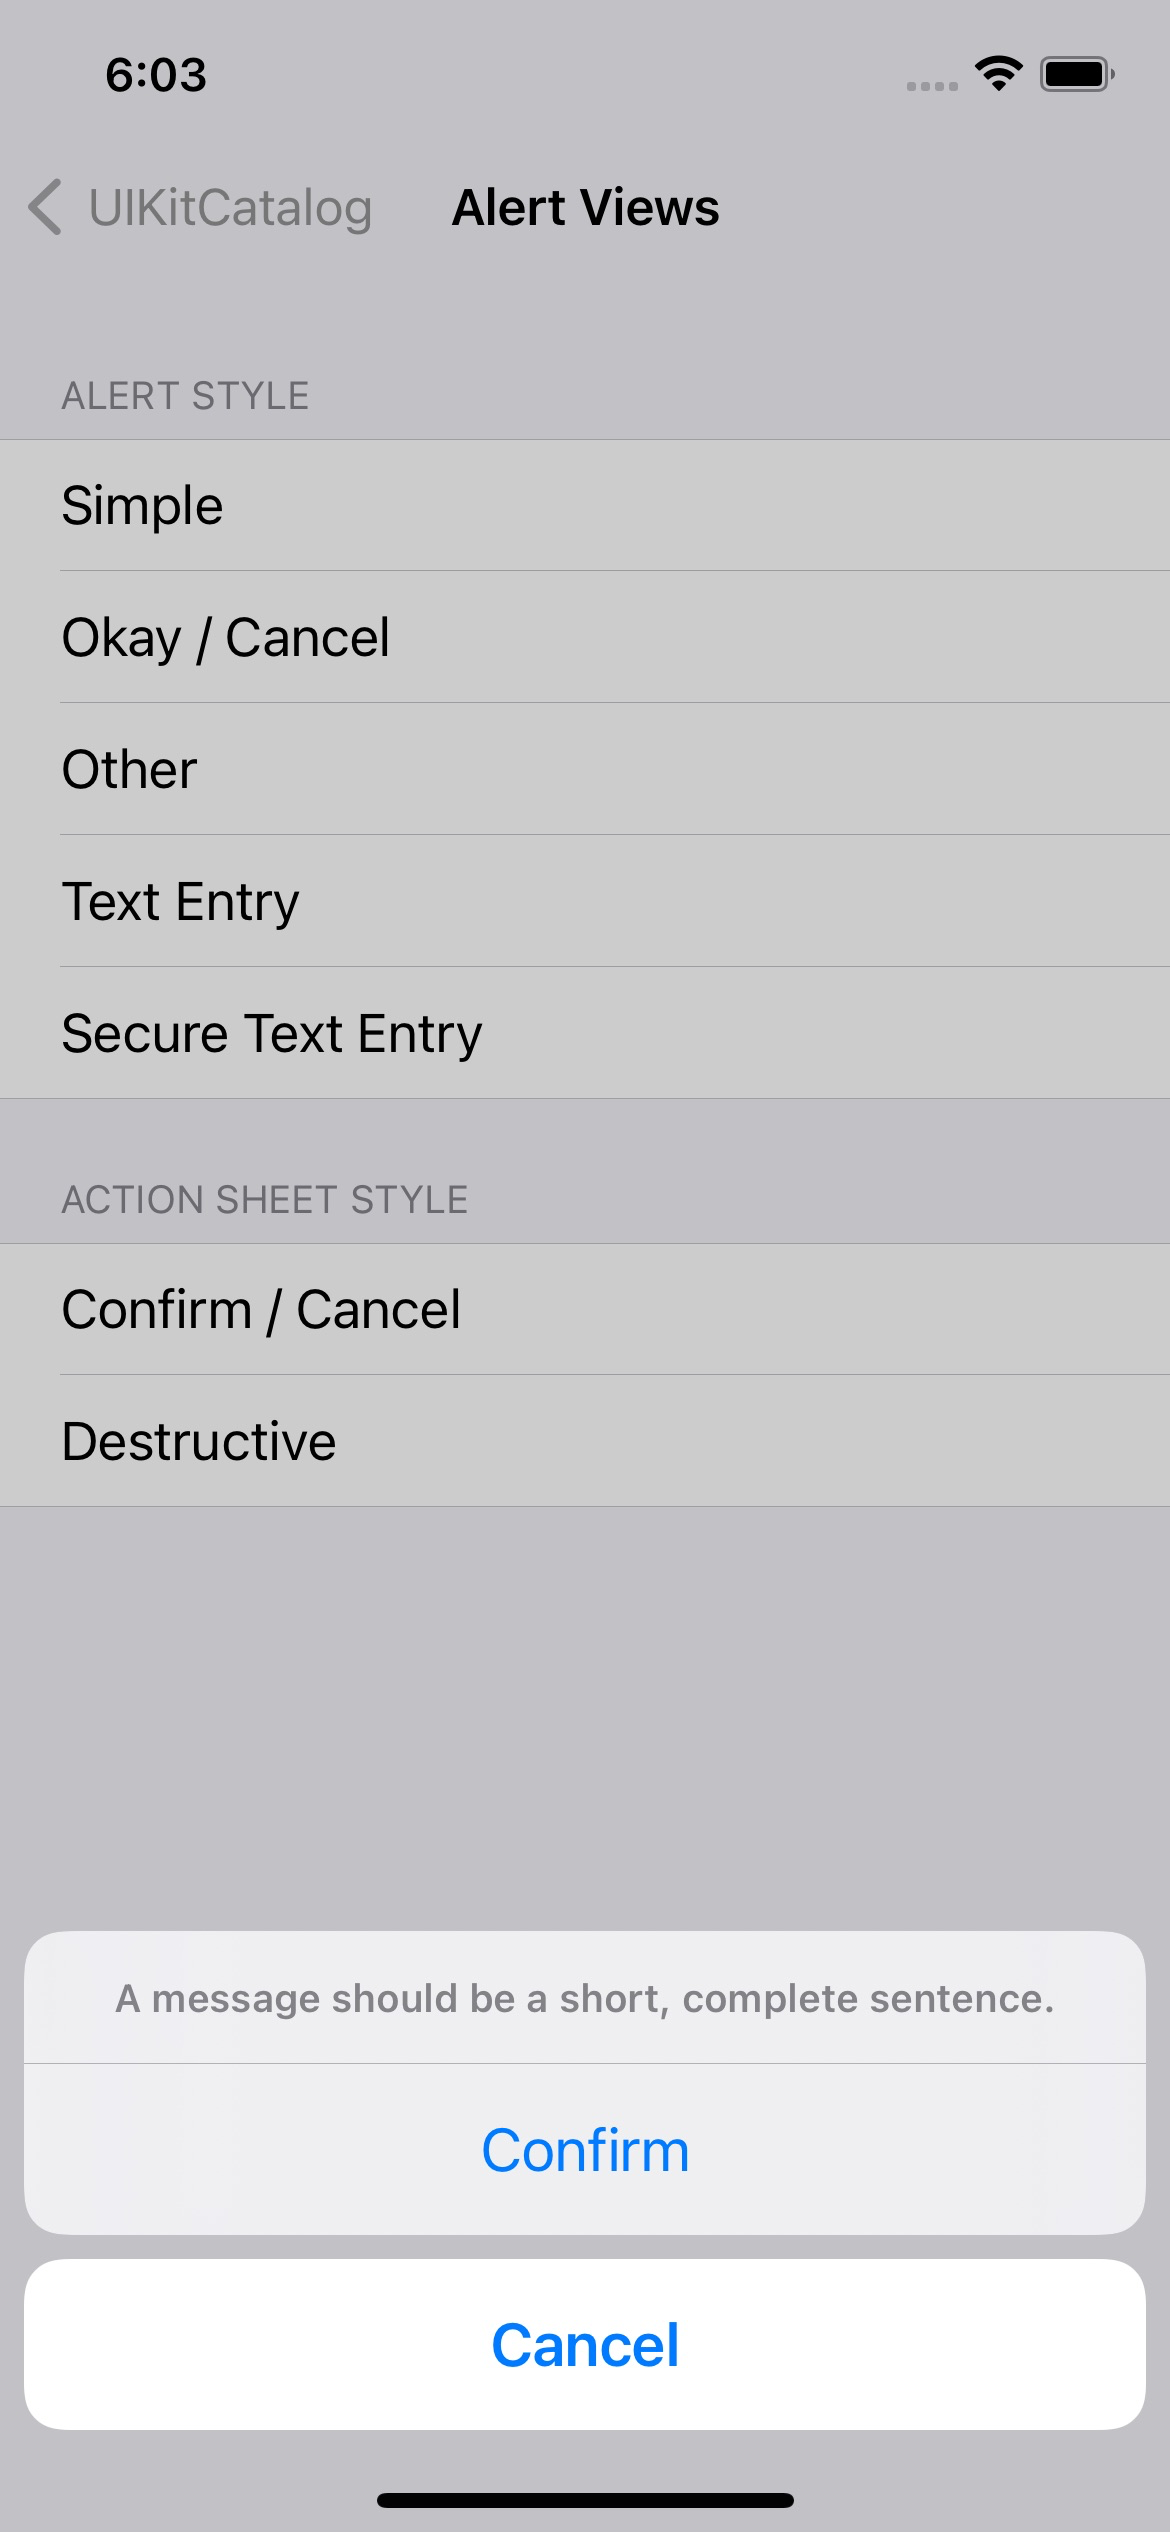 6:03
UIKitCatalog
Alert Views
ALERT STYLE
Simple
Okay / Cancel
Other
Text Entry
Secure Text Entry
ACTION SHEET STYLE
Confirm / Cancel
Destructive
A message should be a short, complete sentence.
Confirm
Cancel